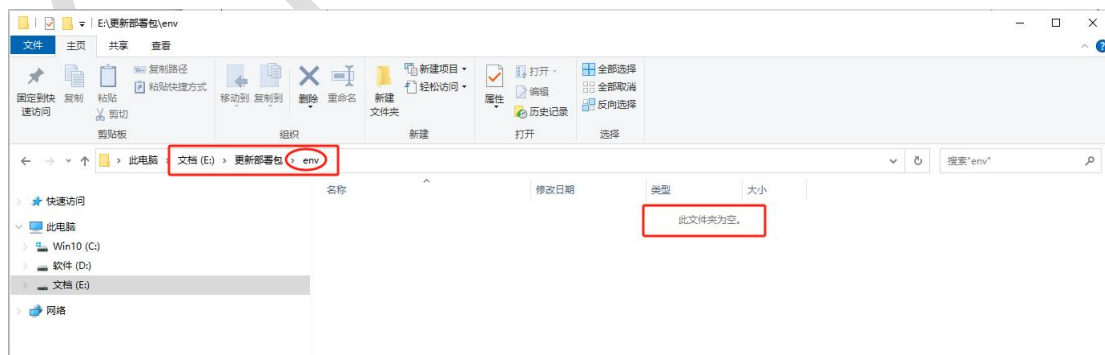 E:\更新部署包\env
文件 主页 共享 查看
固定到快速访问
复制
粘贴
复制路径
粘贴快捷方式
剪切
剪贴板
移动到 复制到 删除 重命名
组织
新建文件夹
新建项目
轻松访问
新建
属性
打开
编辑
历史记录
打开
全部选择
全部取消
反向选择
选择
此电脑 › 文档 (E:) › 更新部署包 › env
搜索"env"
名称 修改日期 类型 大小
此文件夹为空。
快速访问
此电脑
Win10 (C:)
软件 (D:)
文档 (E:)
网络